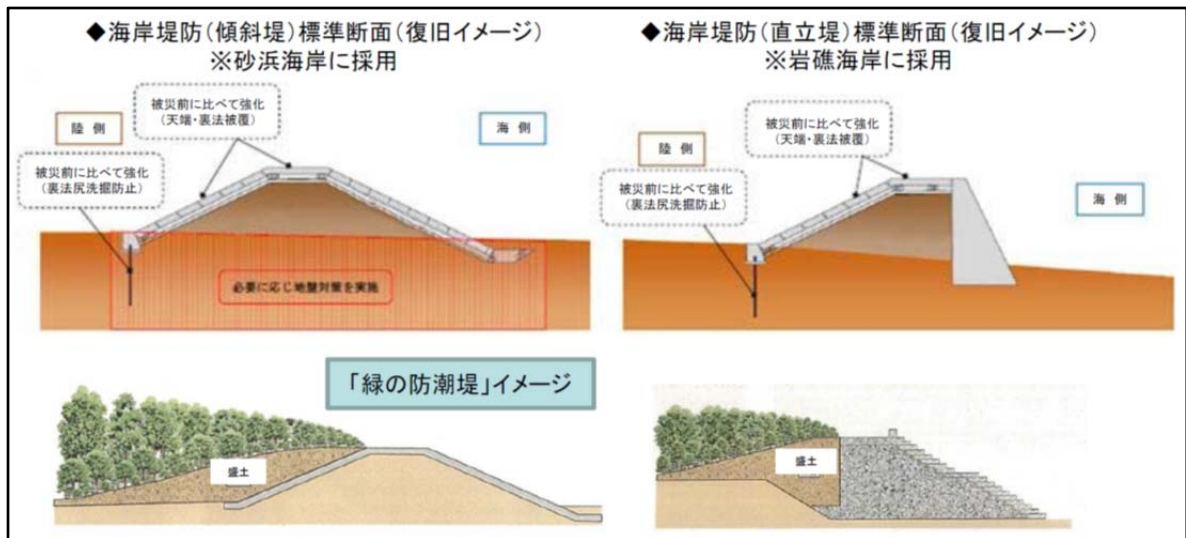 ◆海岸堤防(傾斜堤)標準断面(復旧イメージ)
※砂浜海岸に採用
被災前に比べて強化
(天端・裏法被覆)
陸 側
海 側
被災前に比べて強化
(裏法尻洗掘防止)
必要に応じ地盤対策を実施
◆海岸堤防(直立堤)標準断面(復旧イメージ)
※岩礁海岸に採用
被災前に比べて強化
(天端・裏法被覆)
陸 側
被災前に比べて強化
(裏法尻洗掘防止)
海 側
「緑の防潮堤」イメージ
盛土
盛土